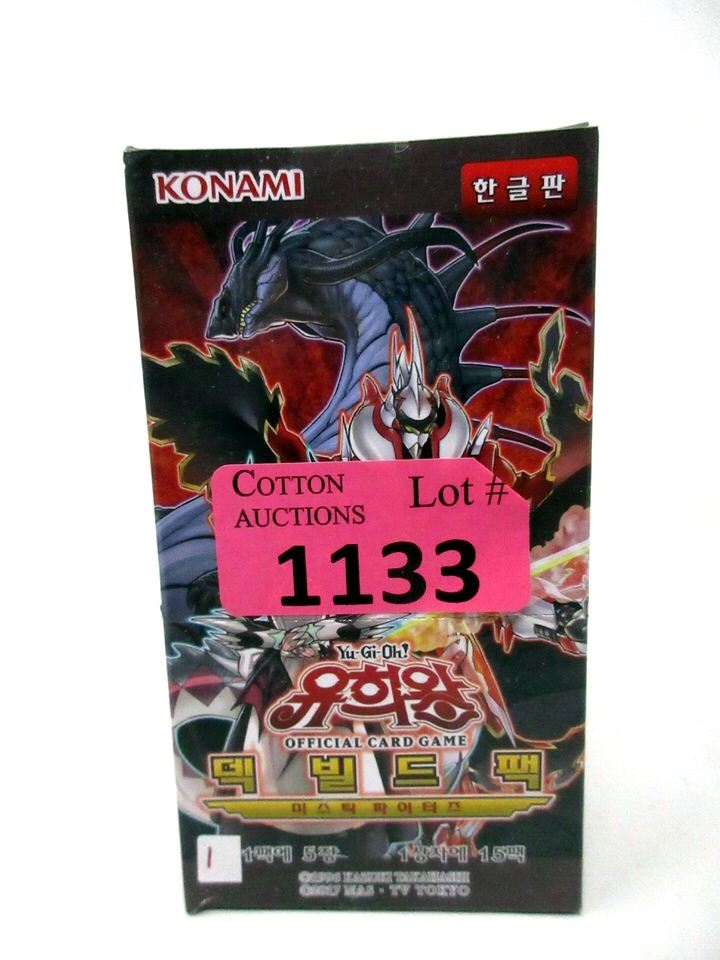 KONAMI
한글판
COTTON AUCTIONS
Lot #
1133
Yu-Gi-Oh!
유희왕
OFFICIAL CARD GAME
덱 빌드 팩
미스틱 파이터즈
1
1팩에 5장
1상자에 15팩
©1996 KAZUKI TAKAHASHI
©2017 NAS · TV TOKYO